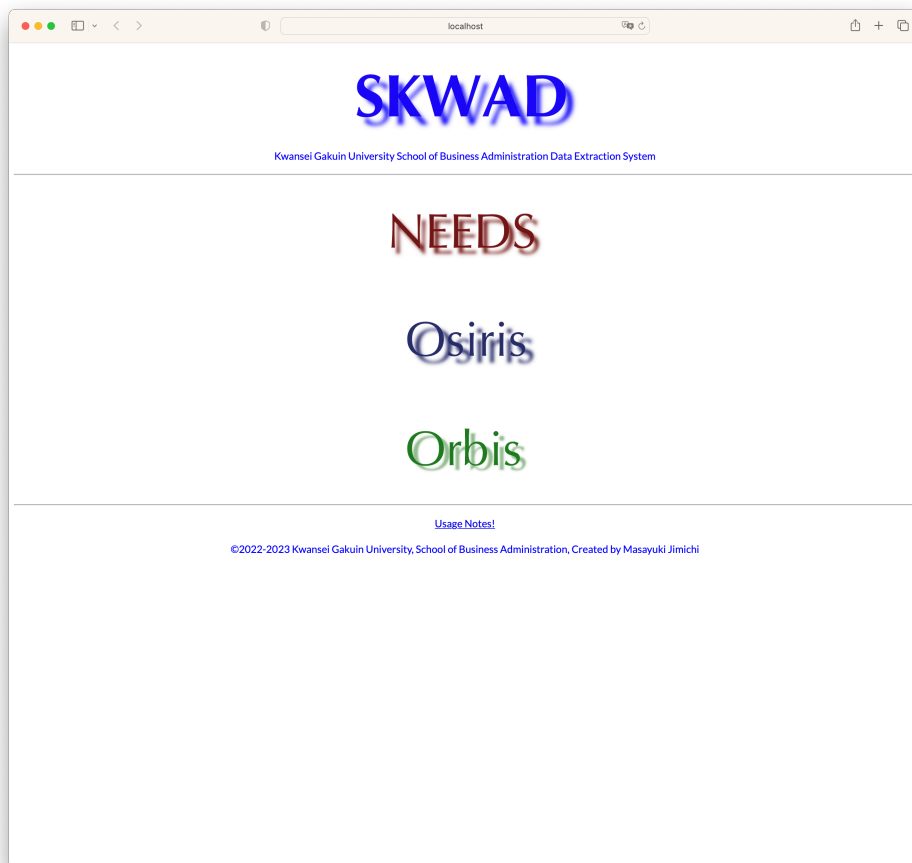 localhost
SKWAD
Kwansei Gakuin University School of Business Administration Data Extraction System
NEEDS
Osiris
Orbis
Usage Notes!
©2022-2023 Kwansei Gakuin University, School of Business Administration, Created by Masayuki Jimichi